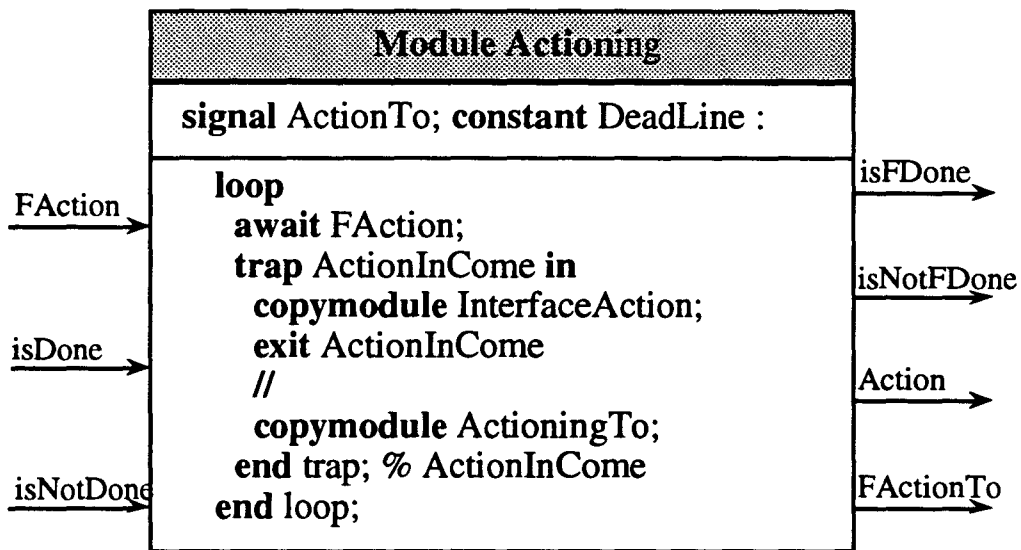 Module Actioning
signal ActionTo; constant DeadLine :
loop
await FAction;
trap ActionInCome in
copymodule InterfaceAction;
exit ActionInCome
//
copymodule ActioningTo;
end trap; % ActionInCome
end loop;
FAction
isDone
isNotDone
isFDone
isNotFDone
Action
FActionTo